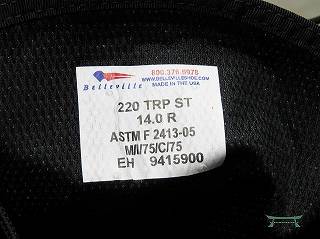 Belleville
800.376.6978
WWW.BELLEVILLESHOE.COM
MADE IN THE USA
220 TRP ST
14.0 R
ASTM F 2413-05
M/I/75/C/75
EH 9415900